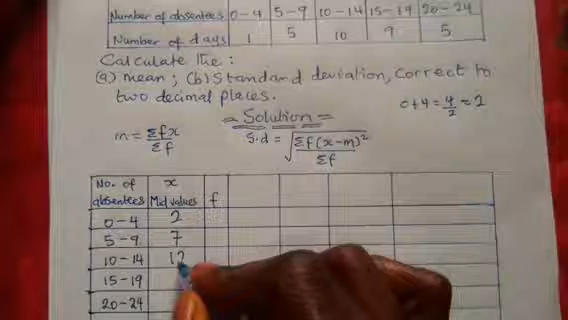 Number of absentees 0-4 5-9 10-14 15-19 20-24
Number of days 1 5 10 9 5
Calculate the:
(a) mean; (b) Standard deviation, correct to
two decimal places.
0+4=4/2=2
Solution
m = Σfx/Σf
S.d = √Σf(x-m)²/Σf
No. of absentees x Mid values f
0-4 2
5-9 7
10-14 12
15-19
20-24